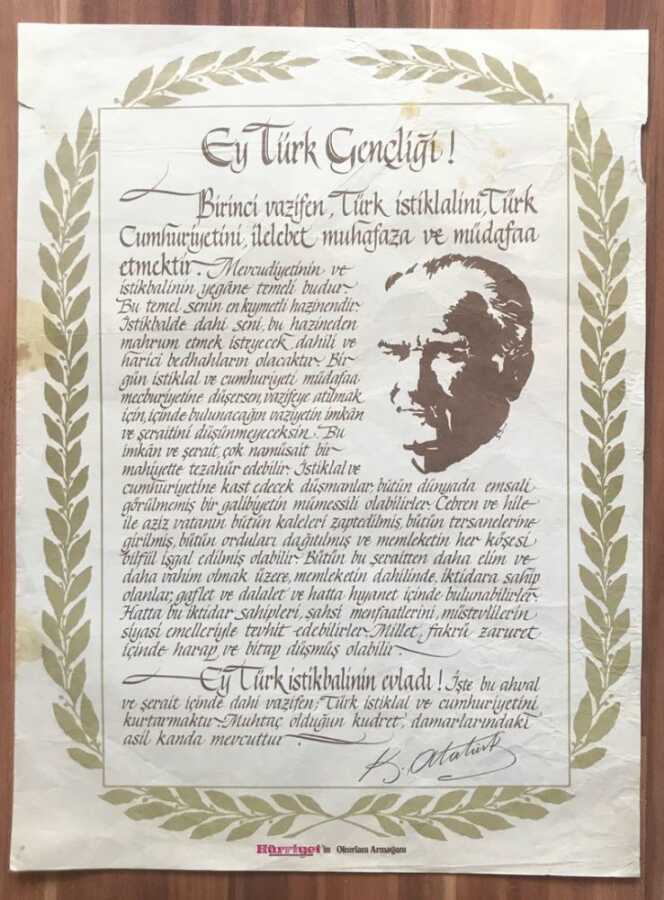 Ey Türk Gençliği!
Birinci vazifen, Türk istiklalini, Türk
Cumhuriyetini, ilelebet muhafaza ve müdafaa
etmektir. Mevcudiyetinin ve
istikbalinin yegâne temeli budur.
Bu temel senin en kıymetli hazinendir.
İstikbalde dahi seni, bu hazineden
mahrum etmek isteyecek, dahili ve
harici bedhahların olacaktır. Bir
gün istiklal ve cumhuriyeti müdafaa
mecburiyetine düşersen, vazifeye atılmak
için, içinde bulunacağın vaziyetin imkân
ve şeraitini düşünmeyeceksin. Bu
imkân ve şerait, çok namüsait bir
mahiyette tezahür edebilir. İstiklal ve
cumhuriyetine kast edecek düşmanlar, bütün dünyada emsali
görülmemiş bir galibiyetin mümessili olabilirler. Cebren ve hile
ile aziz vatanın bütün kaleleri zaptedilmiş, bütün tersanelerine
girilmiş, bütün orduları dağıtılmış ve memleketin her köşesi
bilfiil işgal edilmiş olabilir. Bütün bu şeraitten daha elim ve
daha vahim olmak üzere, memleketin dahilinde, iktidara sahip
olanlar, gaflet ve dalalet ve hatta hıyanet içinde bulunabilirler.
Hatta bu iktidar sahipleri, şahsi menfaatlerini, müstevlilerin
siyasi emelleriyle tevhit edebilirler. Millet, fakrü zaruret
içinde harap ve bitap düşmüş olabilir.
Ey Türk istikbalinin evladı! İşte bu ahval
ve şerait içinde dahi vazifen; Türk istiklal ve cumhuriyetini
kurtarmaktır. Muhtaç olduğun kudret, damarlarındaki
asil kanda mevcuttur.
K. Atatürk
Hürriyet'in Okurlara Armağanı